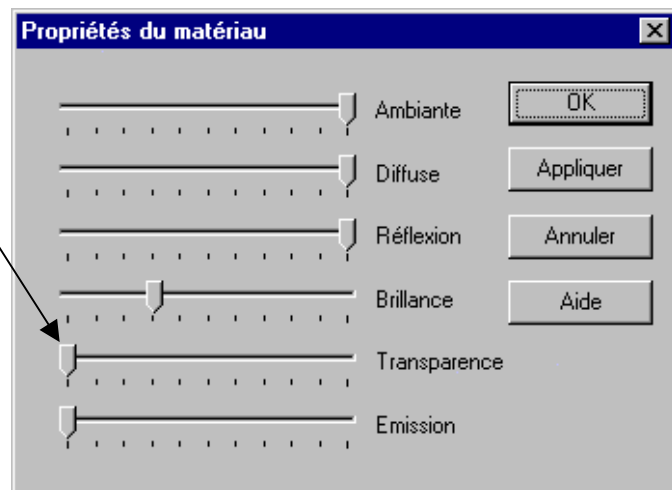 Propriétés du matériau
Ambiante
OK
Diffuse
Appliquer
Réflexion
Annuler
Brillance
Aide
Transparence
Emission